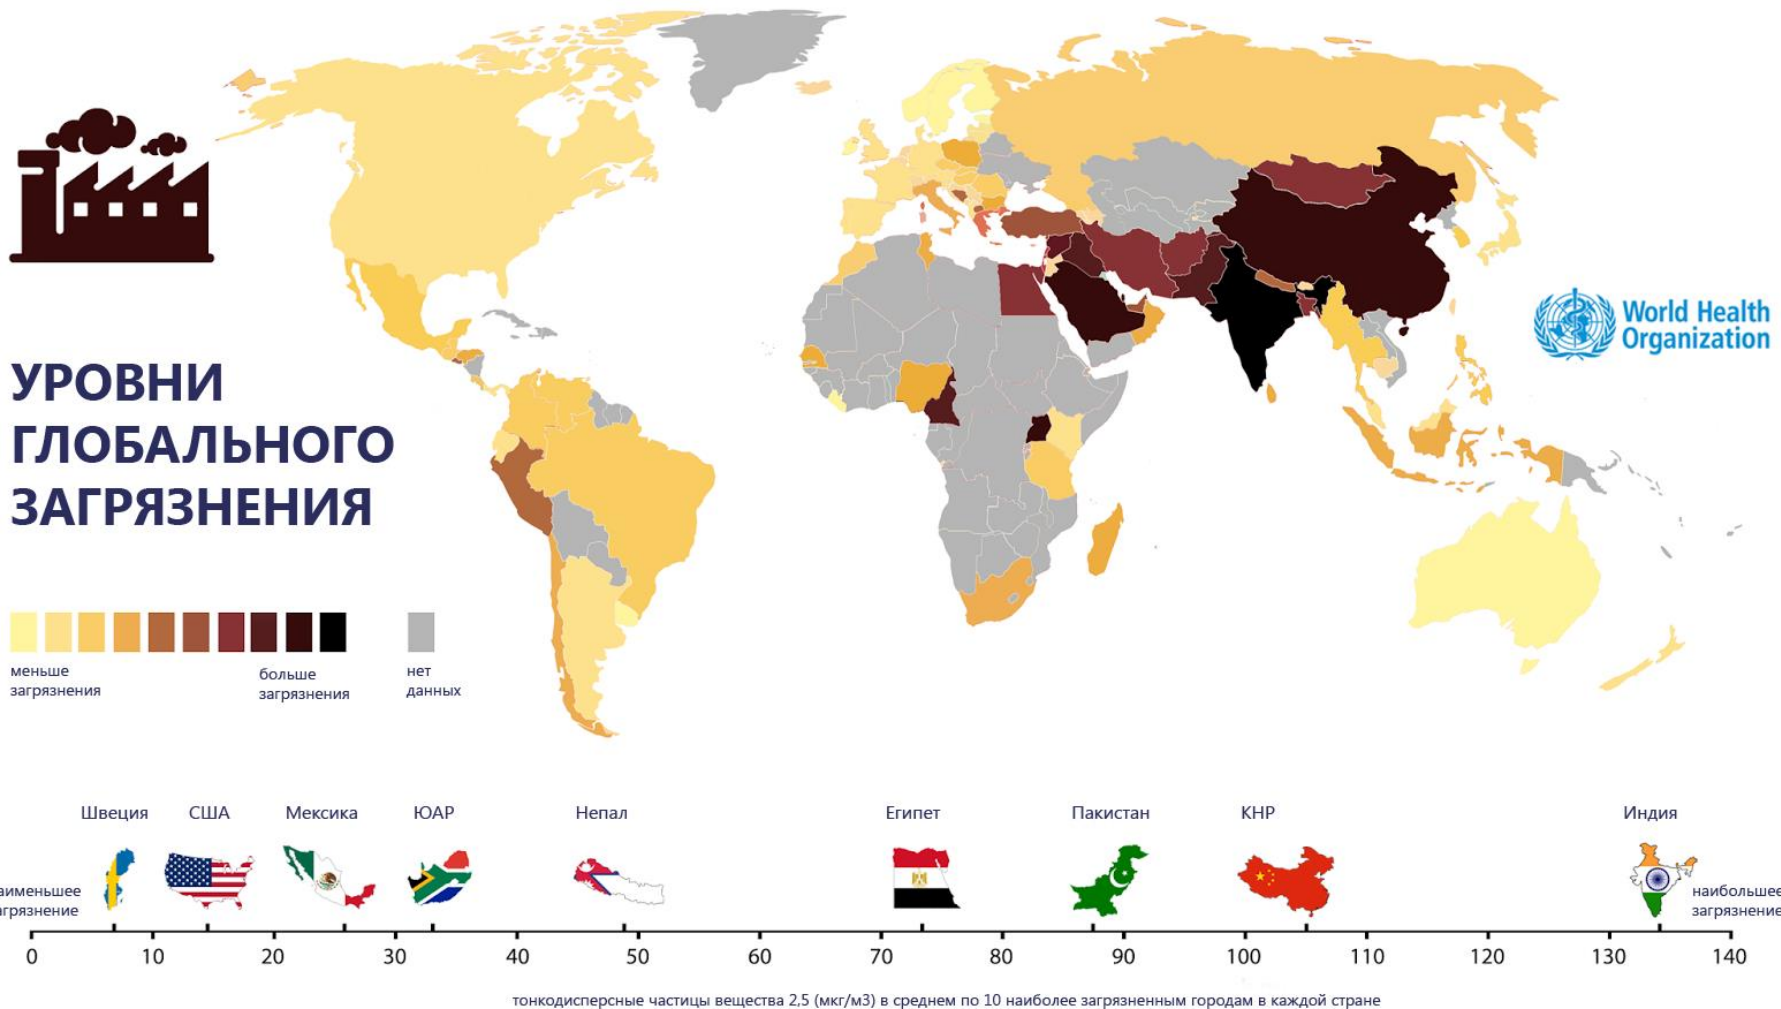 World Health
Organization
УРОВНИ
ГЛОБАЛЬНОГО
ЗАГРЯЗНЕНИЯ
меньше
загрязнения
больше
загрязнения
нет
данных
Швеция США Мексика ЮАР Непал Египет Пакистан КНР Индия
аименьшее
агрязнение
наибольшее
загрязнение
0 10 20 30 40 50 60 70 80 90 100 110 120 130 140
тонкодисперсные частицы вещества 2,5 (мкг/м3) в среднем по 10 наиболее загрязненным городам в каждой стране